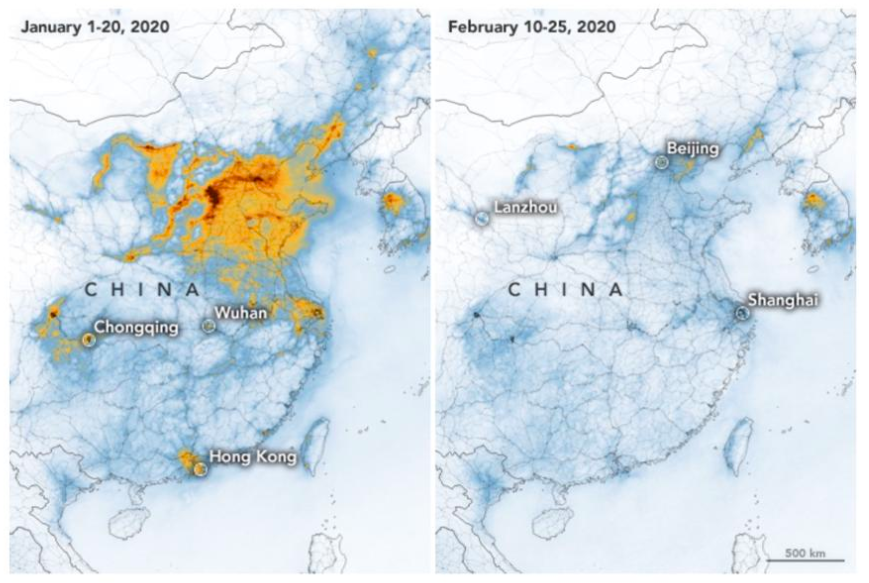 January 1-20, 2020
CHINA
Wuhan
Chongqing
Hong Kong
February 10-25, 2020
Beijing
Lanzhou
CHINA
Shanghai
500 km